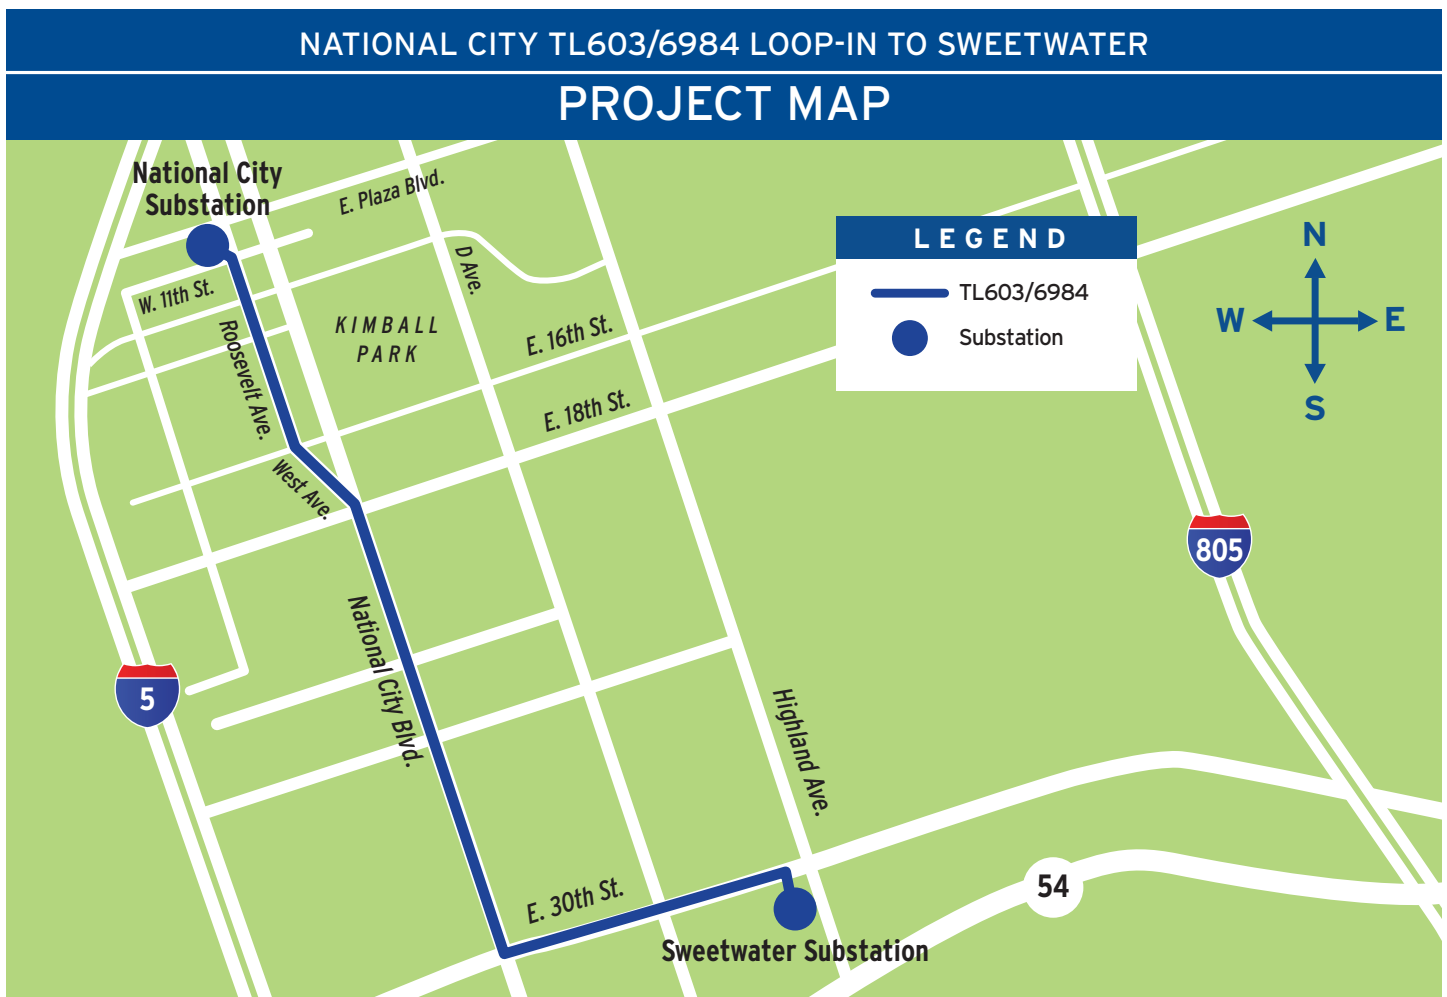 NATIONAL CITY TL603/6984 LOOP-IN TO SWEETWATER
PROJECT MAP
National City
Substation
E. Plaza Blvd.
W. 11th St.
D Ave.
Roosevelt Ave.
KIMBALL
PARK
E. 16th St.
E. 18th St.
West Ave.
LEGEND
TL603/6984
Substation
N
W
E
S
805
5
National City Blvd.
Highland Ave.
E. 30th St.
54
Sweetwater Substation